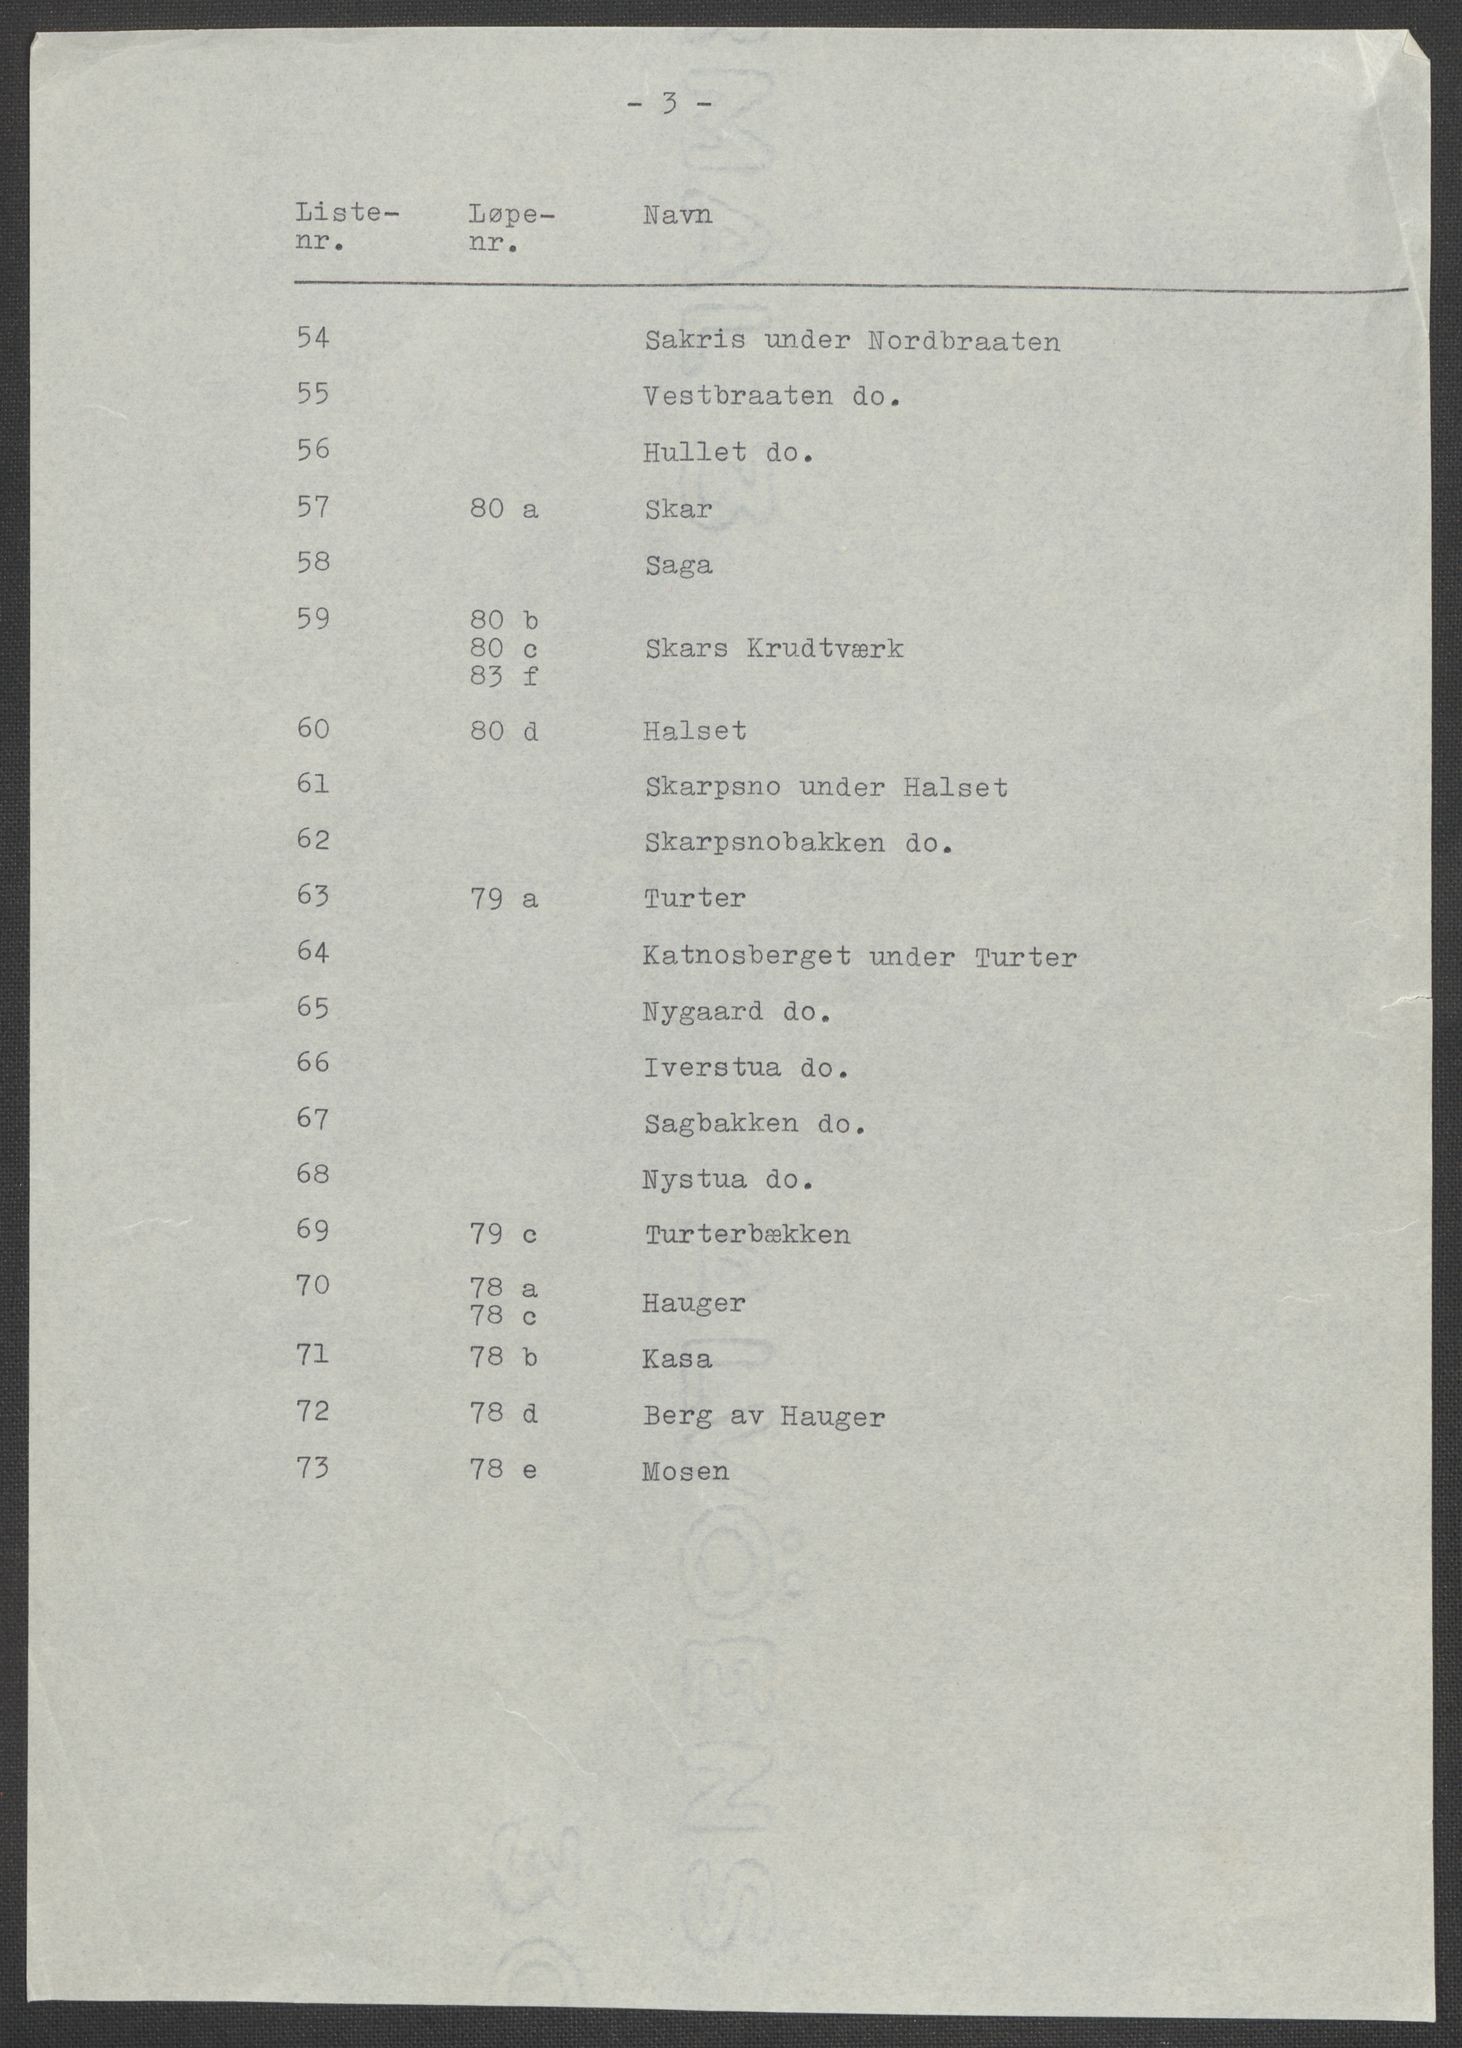 - 3 -
Liste- Løpe- Navn
nr. nr.
54 Sakris under Nordbraaten
55 Vestbraaten do.
56 Hullet do.
57 80 a Skar
58 Saga
59 80 b
80 c Skars Krudtværk
83 f
60 80 d Halset
61 Skarpsno under Halset
62 Skarpsnobakken do.
63 79 a Turter
64 Katnosberget under Turter
65 Nygaard do.
66 Iverstua do.
67 Sagbakken do.
68 Nystua do.
69 79 c Turterbækken
70 78 a
78 c Hauger
71 78 b Kasa
72 78 d Berg av Hauger
73 78 e Mosen